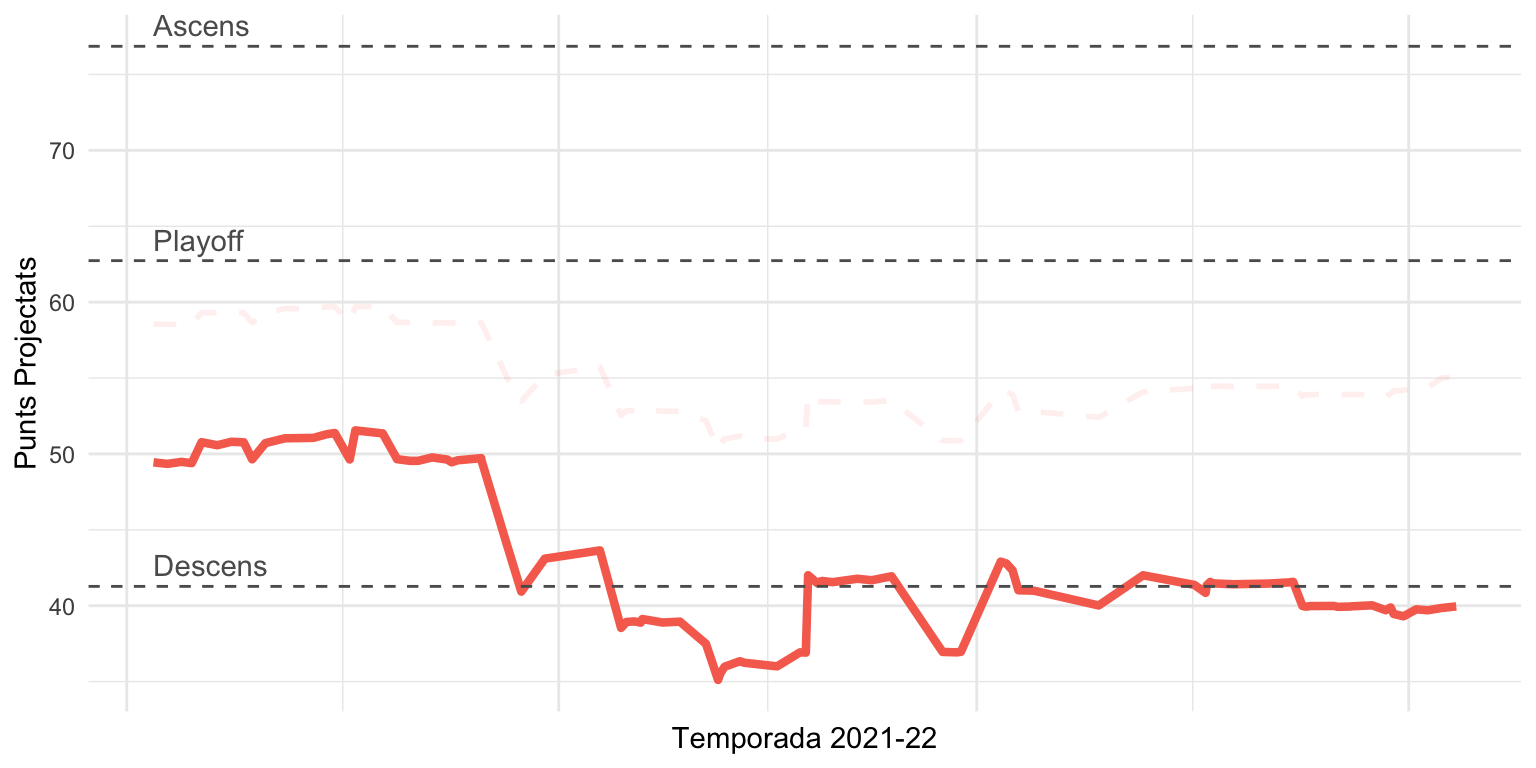 Ascens
70
Playoff
60
50
Descens
40
Punts Projectats
Temporada 2021-22